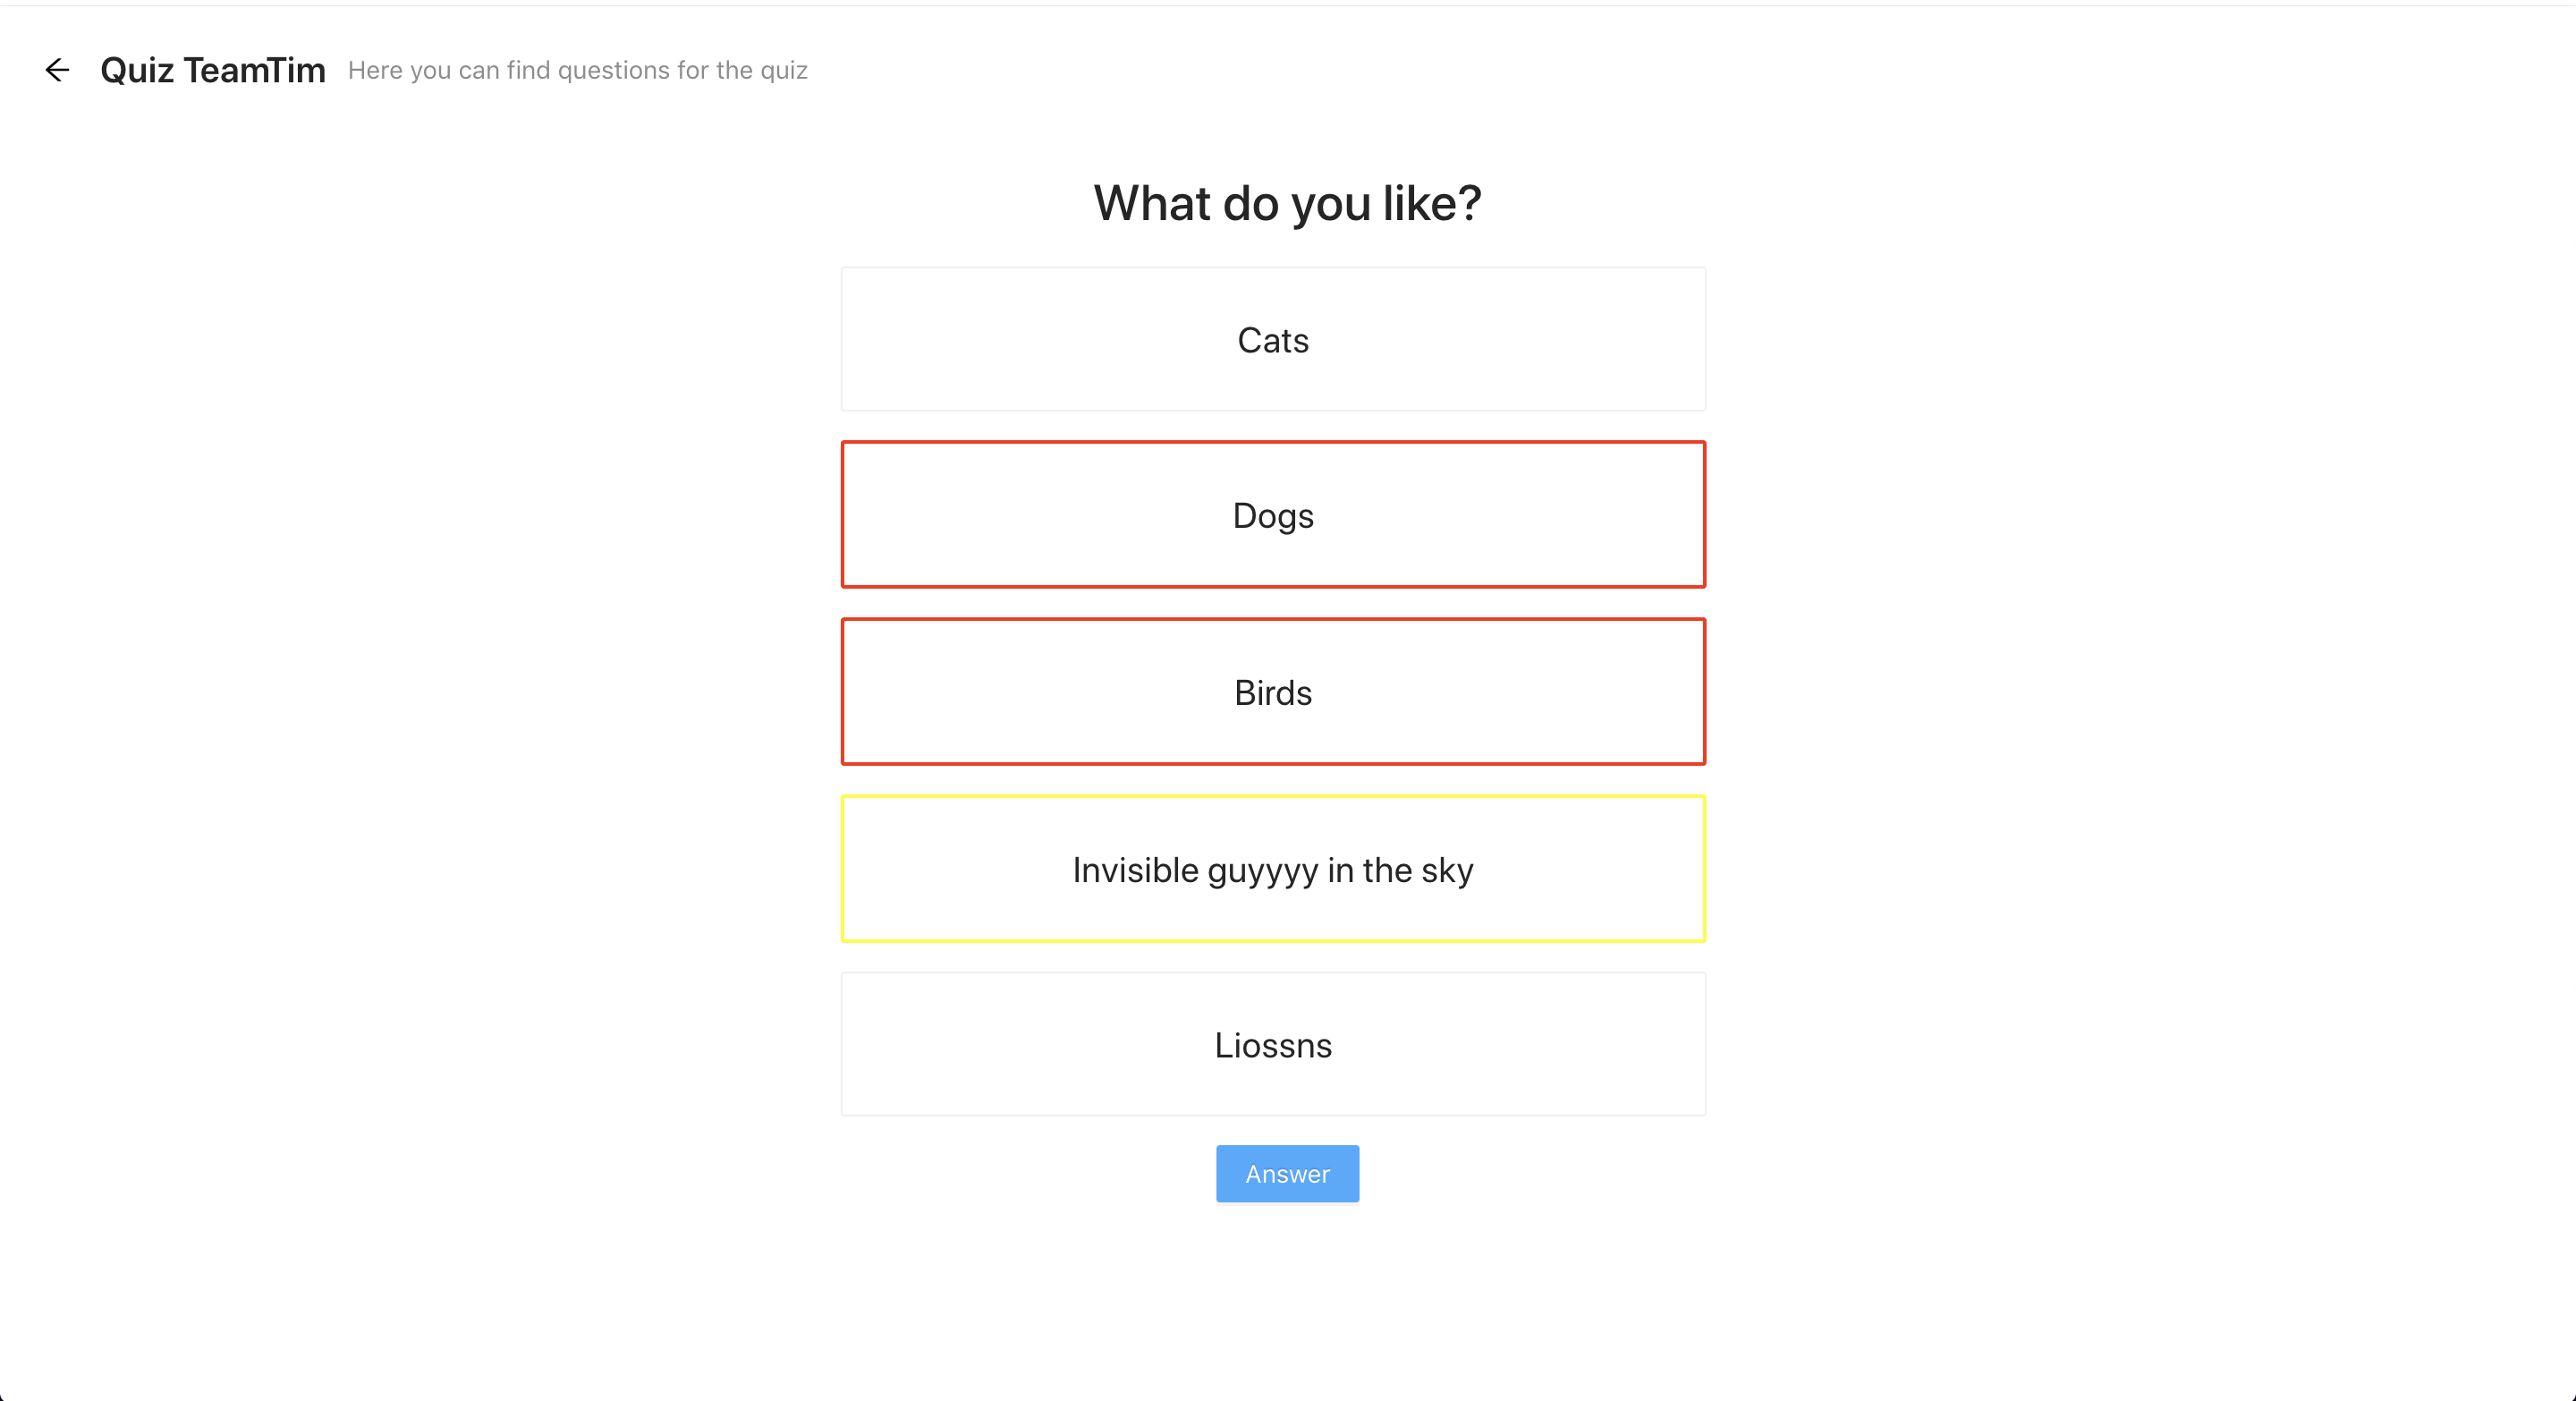 Quiz TeamTim Here you can find questions for the quiz
What do you like?
Cats
Dogs
Birds
Invisible guyyyy in the sky
Liossns
Answer